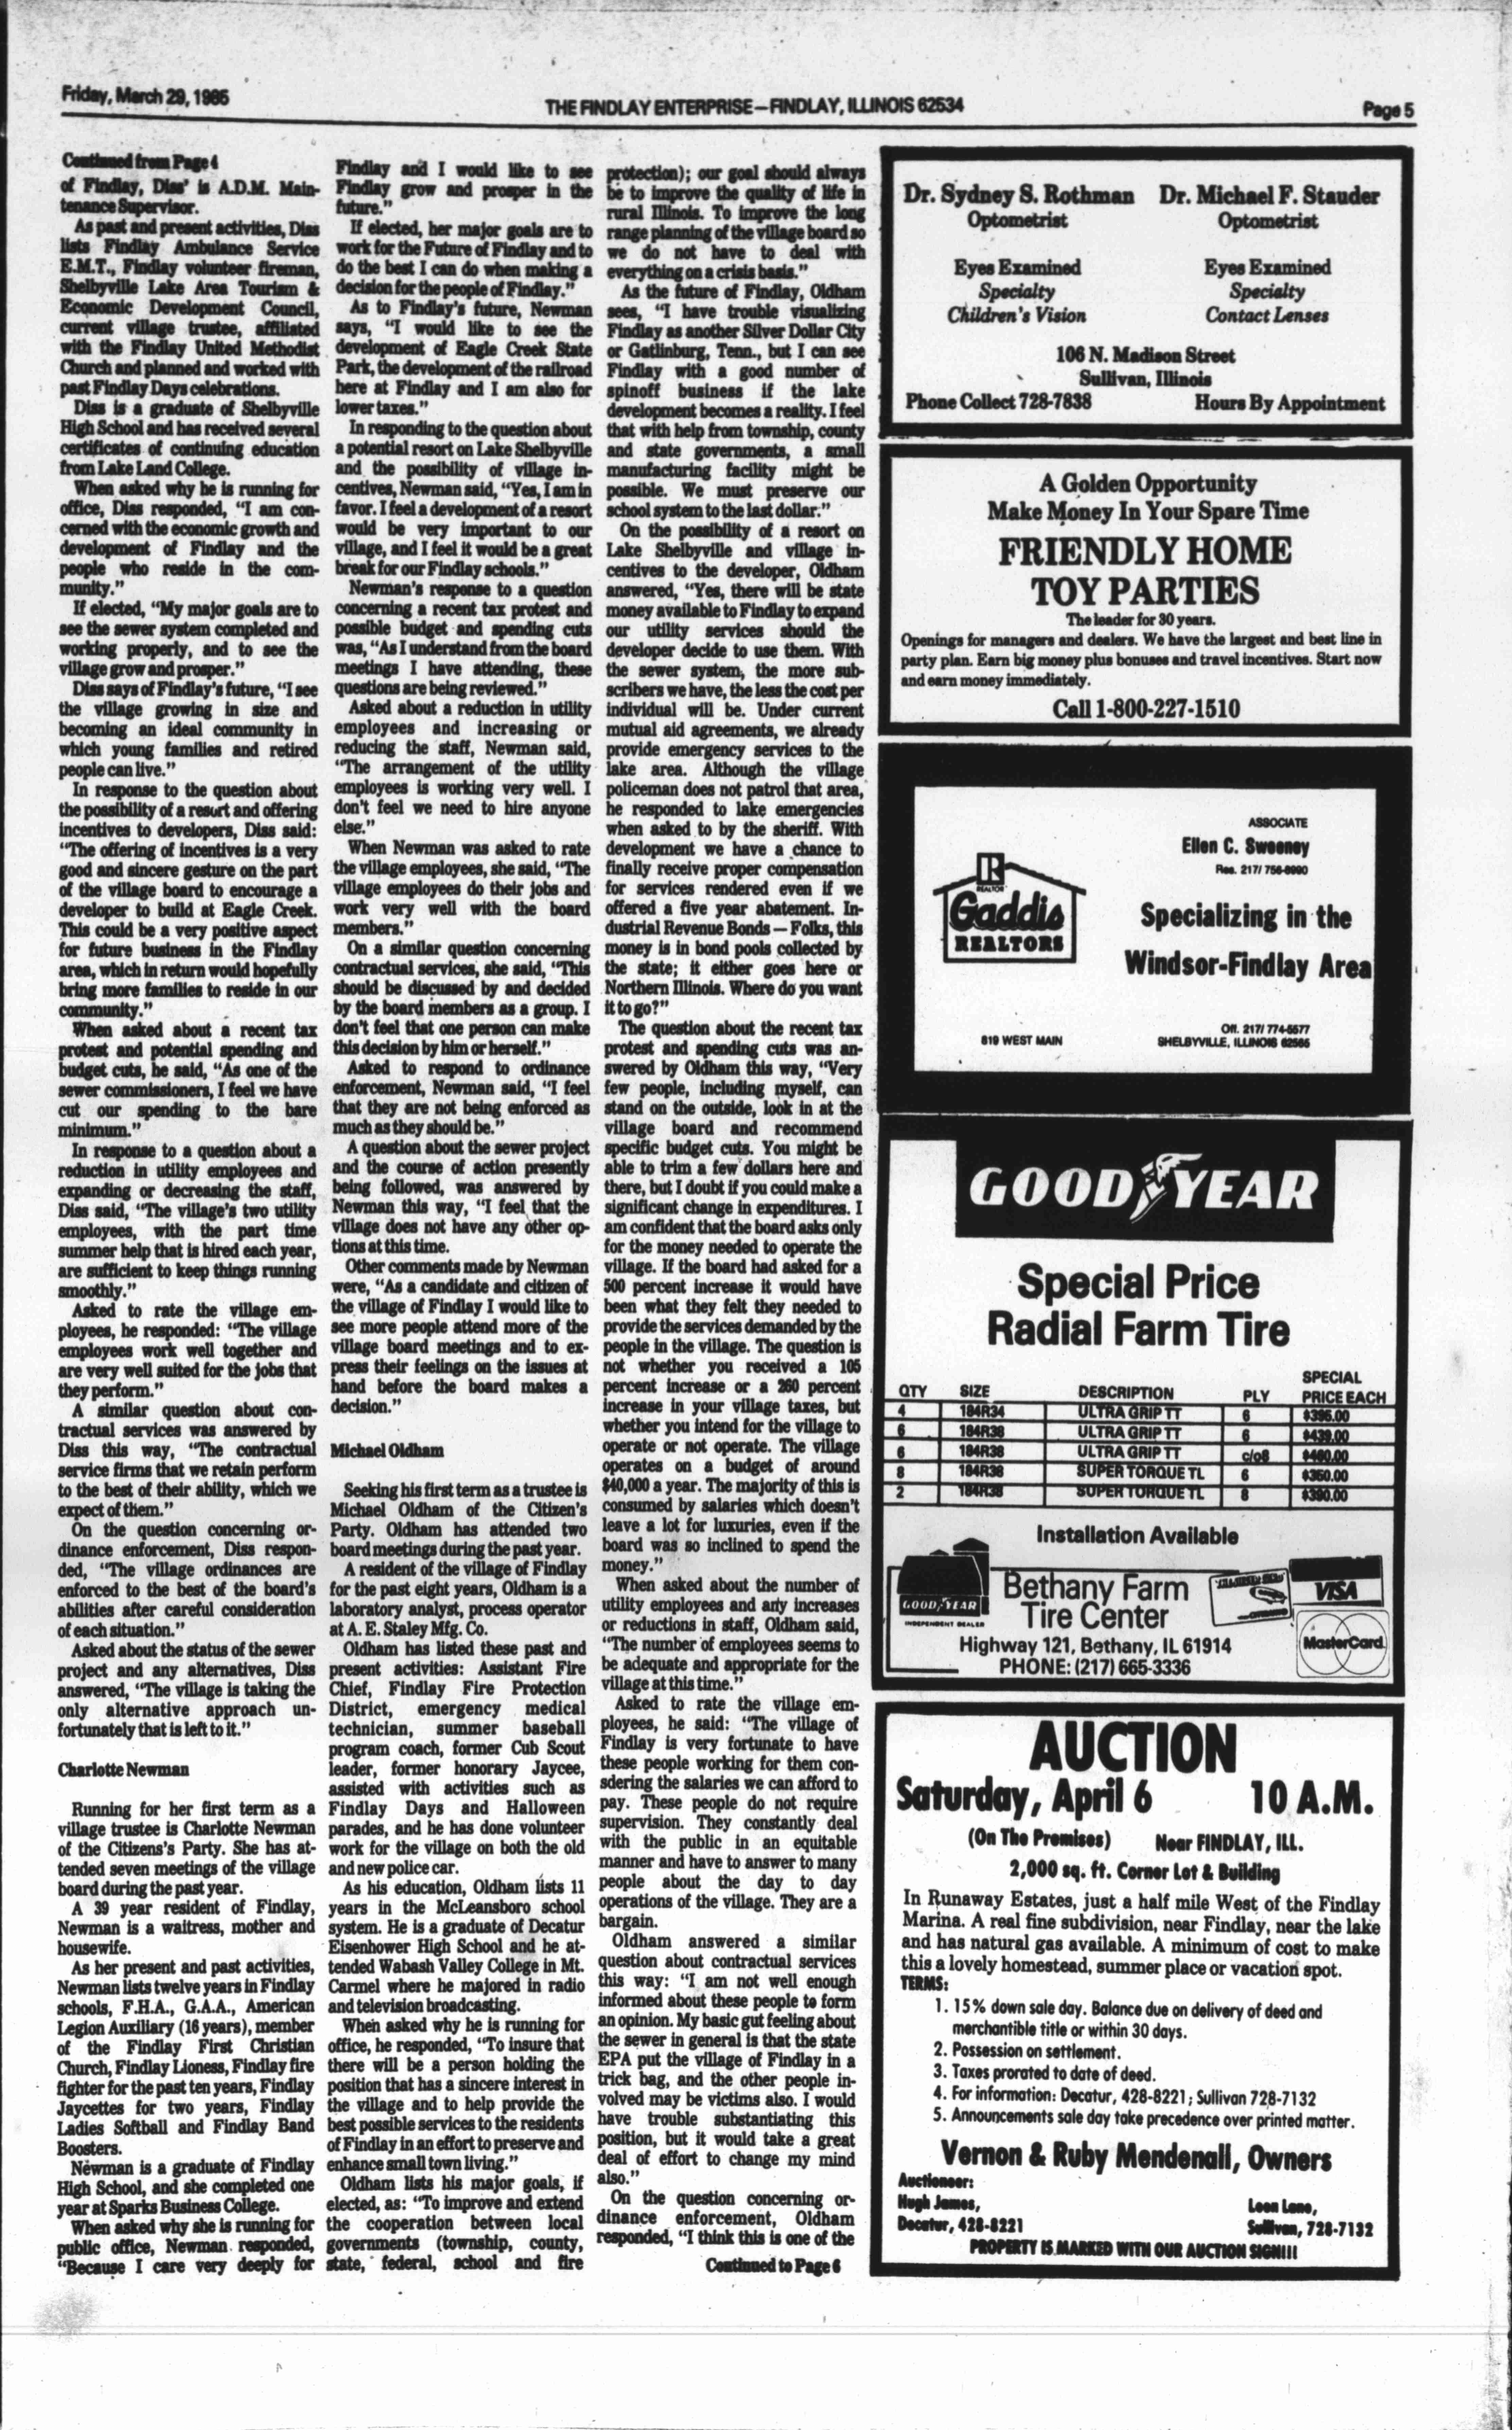 Friday, March 29, 1985
THE FINDLAY ENTERPRISE—FINDLAY, ILLINOIS 62534
Page 5
Continued from Page 4
of Findlay, Diss' is A.D.M. Main-
tenance Supervisor.
As past and present activities, Diss
lists Findlay Ambulance Service
E.M.T., Findlay volunteer fireman,
Shelbyville Lake Area Tourism &
Economic Development Council,
current village trustee, affiliated
with the Findlay United Methodist
Church and planned and worked with
past Findlay Days celebrations.
Diss is a graduate of Shelbyville
High School and has received several
certificates of continuing education
from Lake Land College.
When asked why he is running for
office, Diss responded, "I am con-
cerned with the economic growth and
development of Findlay and the
people who reside in the com-
munity."
If elected, "My major goals are to
see the sewer system completed and
working properly, and to see the
village grow and prosper."
Diss says of Findlay's future, "I see
the village growing in size and
becoming an ideal community in
which young families and retired
people can live."
In response to the question about
the possibility of a resort and offering
incentives to developers, Diss said:
"The offering of incentives is a very
good and sincere gesture on the part
of the village board to encourage a
developer to build at Eagle Creek.
This could be a very positive aspect
for future business in the Findlay
area, which in return would hopefully
bring more families to reside in our
community."
When asked about a recent tax
protest and potential spending and
budget cuts, he said, "As one of the
sewer commissioners, I feel we have
cut our spending to the bare
minimum."
In response to a question about a
reduction in utility employees and
expanding or decreasing the staff,
Diss said, "The village's two utility
employees, with the part time
summer help that is hired each year,
are sufficient to keep things running
smoothly."
Asked to rate the village em-
ployees, he responded: "The village
employees work well together and
are very well suited for the jobs that
they perform."
A similar question about con-
tractual services was answered by
Diss this way, "The contractual
service firms that we retain perform
to the best of their ability, which we
expect of them."
On the question concerning or-
dinance enforcement, Diss respon-
ded, "The village ordinances are
enforced to the best of the board's
abilities after careful consideration
of each situation."
Asked about the status of the sewer
project and any alternatives, Diss
answered, "The village is taking the
only alternative approach un-
fortunately that is left to it."
Charlotte Newman
Running for her first term as a
village trustee is Charlotte Newman
of the Citizens's Party. She has at-
tended seven meetings of the village
board during the past year.
A 39 year resident of Findlay,
Newman is a waitress, mother and
housewife.
As her present and past activities,
Newman lists twelve years in Findlay
schools, F.H.A., G.A.A., American
Legion Auxiliary (16 years), member
of the Findlay First Christian
Church, Findlay Lioness, Findlay fire
fighter for the past ten years, Findlay
Jaycettes for two years, Findlay
Ladies Softball and Findlay Band
Boosters.
Newman is a graduate of Findlay
High School, and she completed one
year at Sparks Business College.
When asked why she is running for
public office, Newman responded,
"Because I care very deeply for
Findlay and I would like to see
Findlay grow and prosper in the
future."
If elected, her major goals are to
work for the Future of Findlay and to
do the best I can do when making a
decision for the people of Findlay."
As to Findlay's future, Newman
says, "I would like to see the
development of Eagle Creek State
Park, the development of the railroad
here at Findlay and I am also for
lower taxes."
In responding to the question about
a potential resort on Lake Shelbyville
and the possibility of village in-
centives, Newman said, "Yes, I am in
favor. I feel a development of a resort
would be very important to our
village, and I feel it would be a great
break for our Findlay schools."
Newman's response to a question
concerning a recent tax protest and
possible budget and spending cuts
was, "As I understand from the board
meetings I have attending, these
questions are being reviewed."
Asked about a reduction in utility
employees and increasing or
reducing the staff, Newman said,
"The arrangement of the utility
employees is working very well. I
don't feel we need to hire anyone
else."
When Newman was asked to rate
the village employees, she said, "The
village employees do their jobs and
work very well with the board
members."
On a similar question concerning
contractual services, she said, "This
should be discussed by and decided
by the board members as a group. I
don't feel that one person can make
this decision by him or herself."
Asked to respond to ordinance
enforcement, Newman said, "I feel
that they are not being enforced as
much as they should be."
A question about the sewer project
and the course of action presently
being followed, was answered by
Newman this way, "I feel that the
village does not have any other op-
tions at this time.
Other comments made by Newman
were, "As a candidate and citizen of
the village of Findlay I would like to
see more people attend more of the
village board meetings and to ex-
press their feelings on the issues at
hand before the board makes a
decision."
Michael Oldham
Seeking his first term as a trustee is
Michael Oldham of the Citizen's
Party. Oldham has attended two
board meetings during the past year.
A resident of the village of Findlay
for the past eight years, Oldham is a
laboratory analyst, process operator
at A. E. Staley Mfg. Co.
Oldham has listed these past and
present activities: Assistant Fire
Chief, Findlay Fire Protection
District, emergency medical
technician, summer baseball
program coach, former Cub Scout
leader, former honorary Jaycee,
assisted with activities such as
Findlay Days and Halloween
parades, and he has done volunteer
work for the village on both the old
and new police car.
As his education, Oldham lists 11
years in the McLeansboro school
system. He is a graduate of Decatur
Eisenhower High School and he at-
tended Wabash Valley College in Mt.
Carmel where he majored in radio
and television broadcasting.
When asked why he is running for
office, he responded, "To insure that
there will be a person holding the
position that has a sincere interest in
the village and to help provide the
best possible services to the residents
of Findlay in an effort to preserve and
enhance small town living."
Oldham lists his major goals, if
elected, as: "To improve and extend
the cooperation between local
governments (township, county,
state, federal, school and fire
protection); our goal should always
be to improve the quality of life in
rural Illinois. To improve the long
range planning of the village board so
we do not have to deal with
everything on a crisis basis."
As the future of Findlay, Oldham
sees, "I have trouble visualizing
Findlay as another Silver Dollar City
or Gatlinburg, Tenn., but I can see
Findlay with a good number of
spinoff business if the lake
development becomes a reality. I feel
that with help from township, county
and state governments, a small
manufacturing facility might be
possible. We must preserve our
school system to the last dollar."
On the possibility of a resort on
Lake Shelbyville and village in-
centives to the developer, Oldham
answered, "Yes, there will be state
money available to Findlay to expand
our utility services should the
developer decide to use them. With
the sewer system, the more sub-
scribers we have, the less the cost per
individual will be. Under current
mutual aid agreements, we already
provide emergency services to the
lake area. Although the village
policeman does not patrol that area,
he responded to lake emergencies
when asked to by the sheriff. With
development we have a chance to
finally receive proper compensation
for services rendered even if we
offered a five year abatement. In-
dustrial Revenue Bonds — Folks, this
money is in bond pools collected by
the state; it either goes here or
Northern Illinois. Where do you want
it to go?"
The question about the recent tax
protest and spending cuts was an-
swered by Oldham this way, "Very
few people, including myself, can
stand on the outside, look in at the
village board and recommend
specific budget cuts. You might be
able to trim a few dollars here and
there, but I doubt if you could make a
significant change in expenditures. I
am confident that the board asks only
for the money needed to operate the
village. If the board had asked for a
500 percent increase it would have
been what they felt they needed to
provide the services demanded by the
people in the village. The question is
not whether you received a 105
percent increase or a 260 percent
increase in your village taxes, but
whether you intend for the village to
operate or not operate. The village
operates on a budget of around
$40,000 a year. The majority of this is
consumed by salaries which doesn't
leave a lot for luxuries, even if the
board was so inclined to spend the
money."
When asked about the number of
utility employees and any increases
or reductions in staff, Oldham said,
"The number of employees seems to
be adequate and appropriate for the
village at this time."
Asked to rate the village em-
ployees, he said: "The village of
Findlay is very fortunate to have
these people working for them con-
sdering the salaries we can afford to
pay. These people do not require
supervision. They constantly deal
with the public in an equitable
manner and have to answer to many
people about the day to day
operations of the village. They are a
bargain.
Oldham answered a similar
question about contractual services
this way: "I am not well enough
informed about these people to form
an opinion. My basic gut feeling about
the sewer in general is that the state
EPA put the village of Findlay in a
trick bag, and the other people in-
volved may be victims also. I would
have trouble substantiating this
position, but it would take a great
deal of effort to change my mind
also."
On the question concerning or-
dinance enforcement, Oldham
responded, "I think this is one of the
Continued to Page 6
Dr. Sydney S. Rothman Dr. Michael F. Stauder
Optometrist Optometrist
Eyes Examined Eyes Examined
Specialty Specialty
Children's Vision Contact Lenses
106 N. Madison Street
Sullivan, Illinois
Phone Collect 728-7838 Hours By Appointment
A Golden Opportunity
Make Money In Your Spare Time
FRIENDLY HOME
TOY PARTIES
The leader for 30 years.
Openings for managers and dealers. We have the largest and best line in
party plan. Earn big money plus bonuses and travel incentives. Start now
and earn money immediately.
Call 1-800-227-1510
ASSOCIATE
Ellen C. Sweeney
Res. 217/ 756-8990
R
REALTOR
Gaddis
REALTORS
Specializing in the
Windsor-Findlay Area
819 WEST MAIN
Off. 217/ 774-5577
SHELBYVILLE, ILLINOIS 62565
GOODYEAR
Special Price
Radial Farm Tire
QTY SIZE DESCRIPTION PLY SPECIAL PRICE EACH
4 184R34 ULTRA GRIP TT 6 $395.00
6 184R38 ULTRA GRIP TT 6 $439.00
6 184R38 ULTRA GRIP TT c/o8 $460.00
8 184R38 SUPER TORQUE TL 6 $350.00
2 184R38 SUPER TORQUE TL 8 $390.00
Installation Available
GOODYEAR
INDEPENDENT DEALER
Bethany Farm
Tire Center
VISA
MasterCard
Highway 121, Bethany, IL 61914
PHONE: (217) 665-3336
AUCTION
Saturday, April 6 10 A.M.
(On The Premises) Near FINDLAY, ILL.
2,000 sq. ft. Corner Lot & Building
In Runaway Estates, just a half mile West of the Findlay
Marina. A real fine subdivision, near Findlay, near the lake
and has natural gas available. A minimum of cost to make
this a lovely homestead, summer place or vacation spot.
TERMS:
1. 15% down sale day. Balance due on delivery of deed and
merchantible title or within 30 days.
2. Possession on settlement.
3. Taxes prorated to date of deed.
4. For information: Decatur, 428-8221; Sullivan 728-7132
5. Announcements sale day take precedence over printed matter.
Vernon & Ruby Mendenall, Owners
Auctioneer:
Hugh James, Leon Lane,
Decatur, 428-8221 Sullivan, 728-7132
PROPERTY IS MARKED WITH OUR AUCTION SIGN!!!